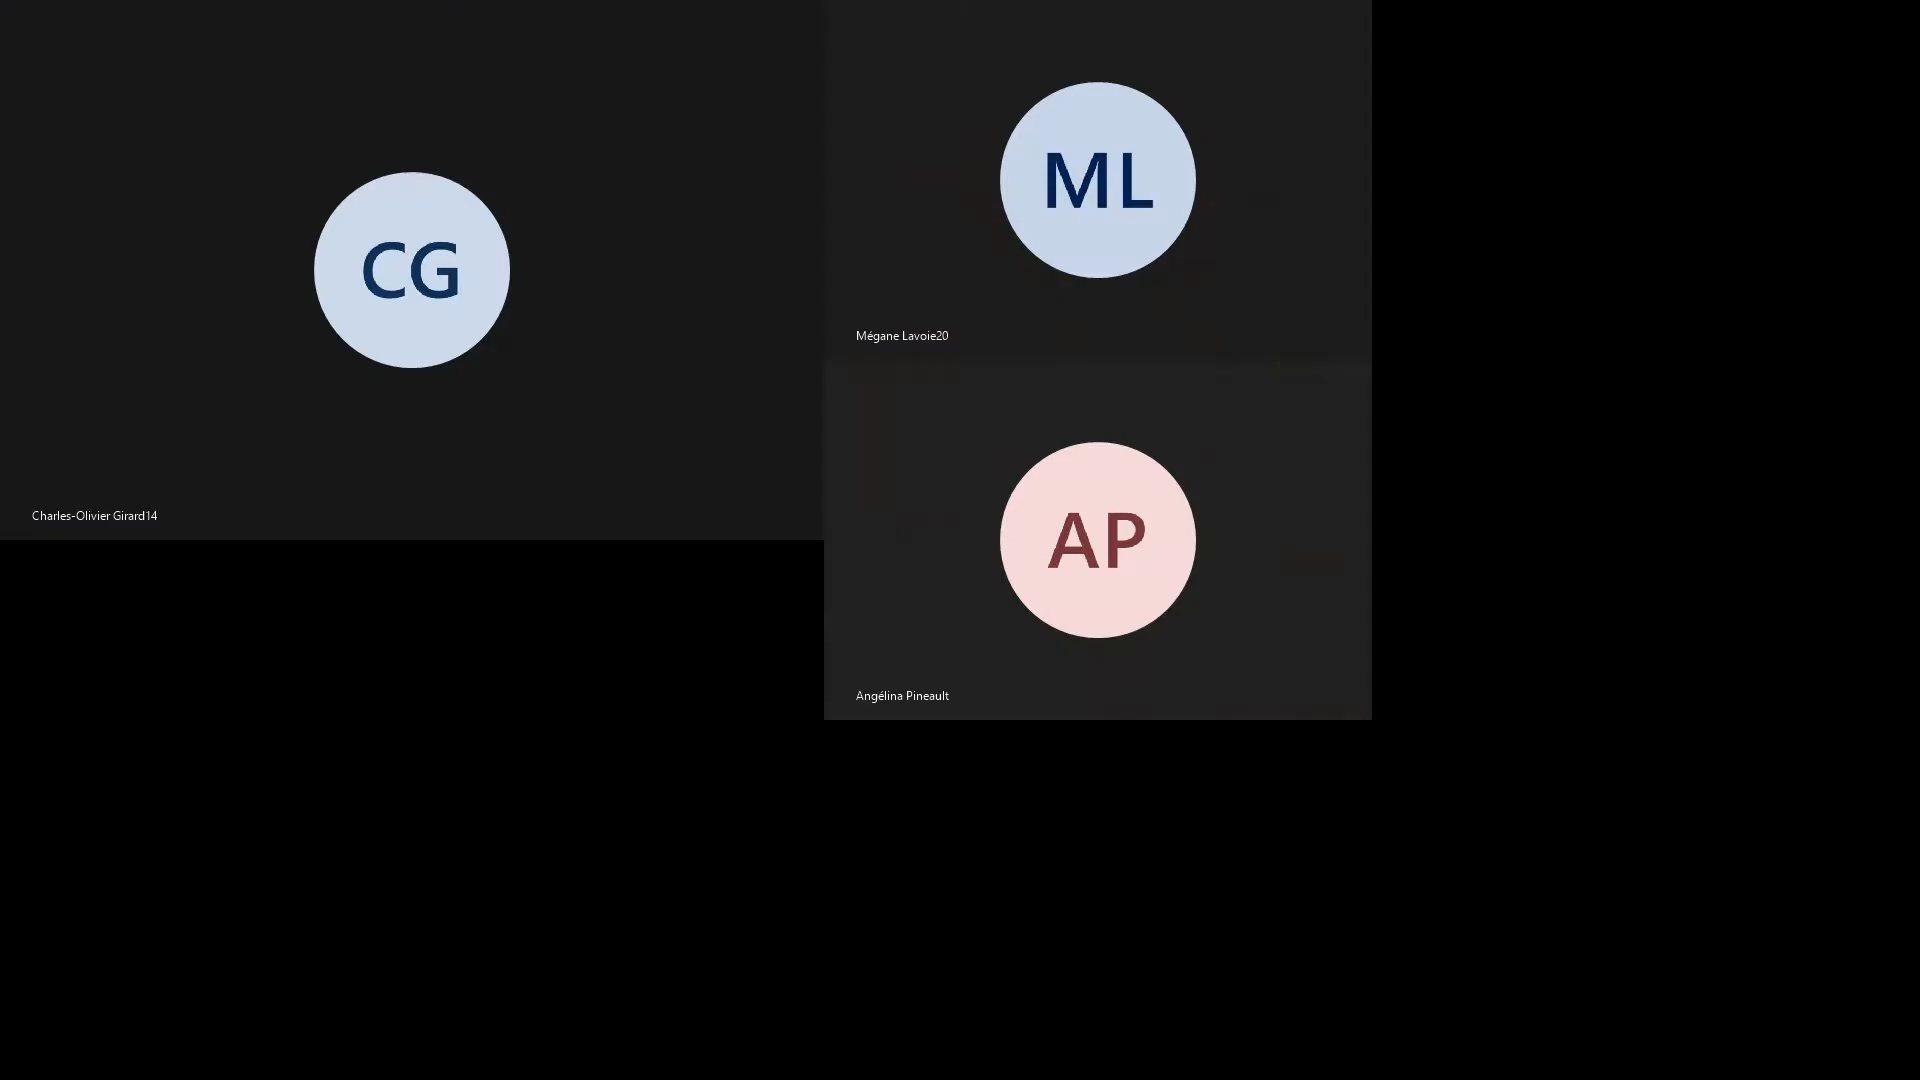 CG
Charles-Olivier Girard14
ML
Mégane Lavoie20
AP
Angélina Pineault